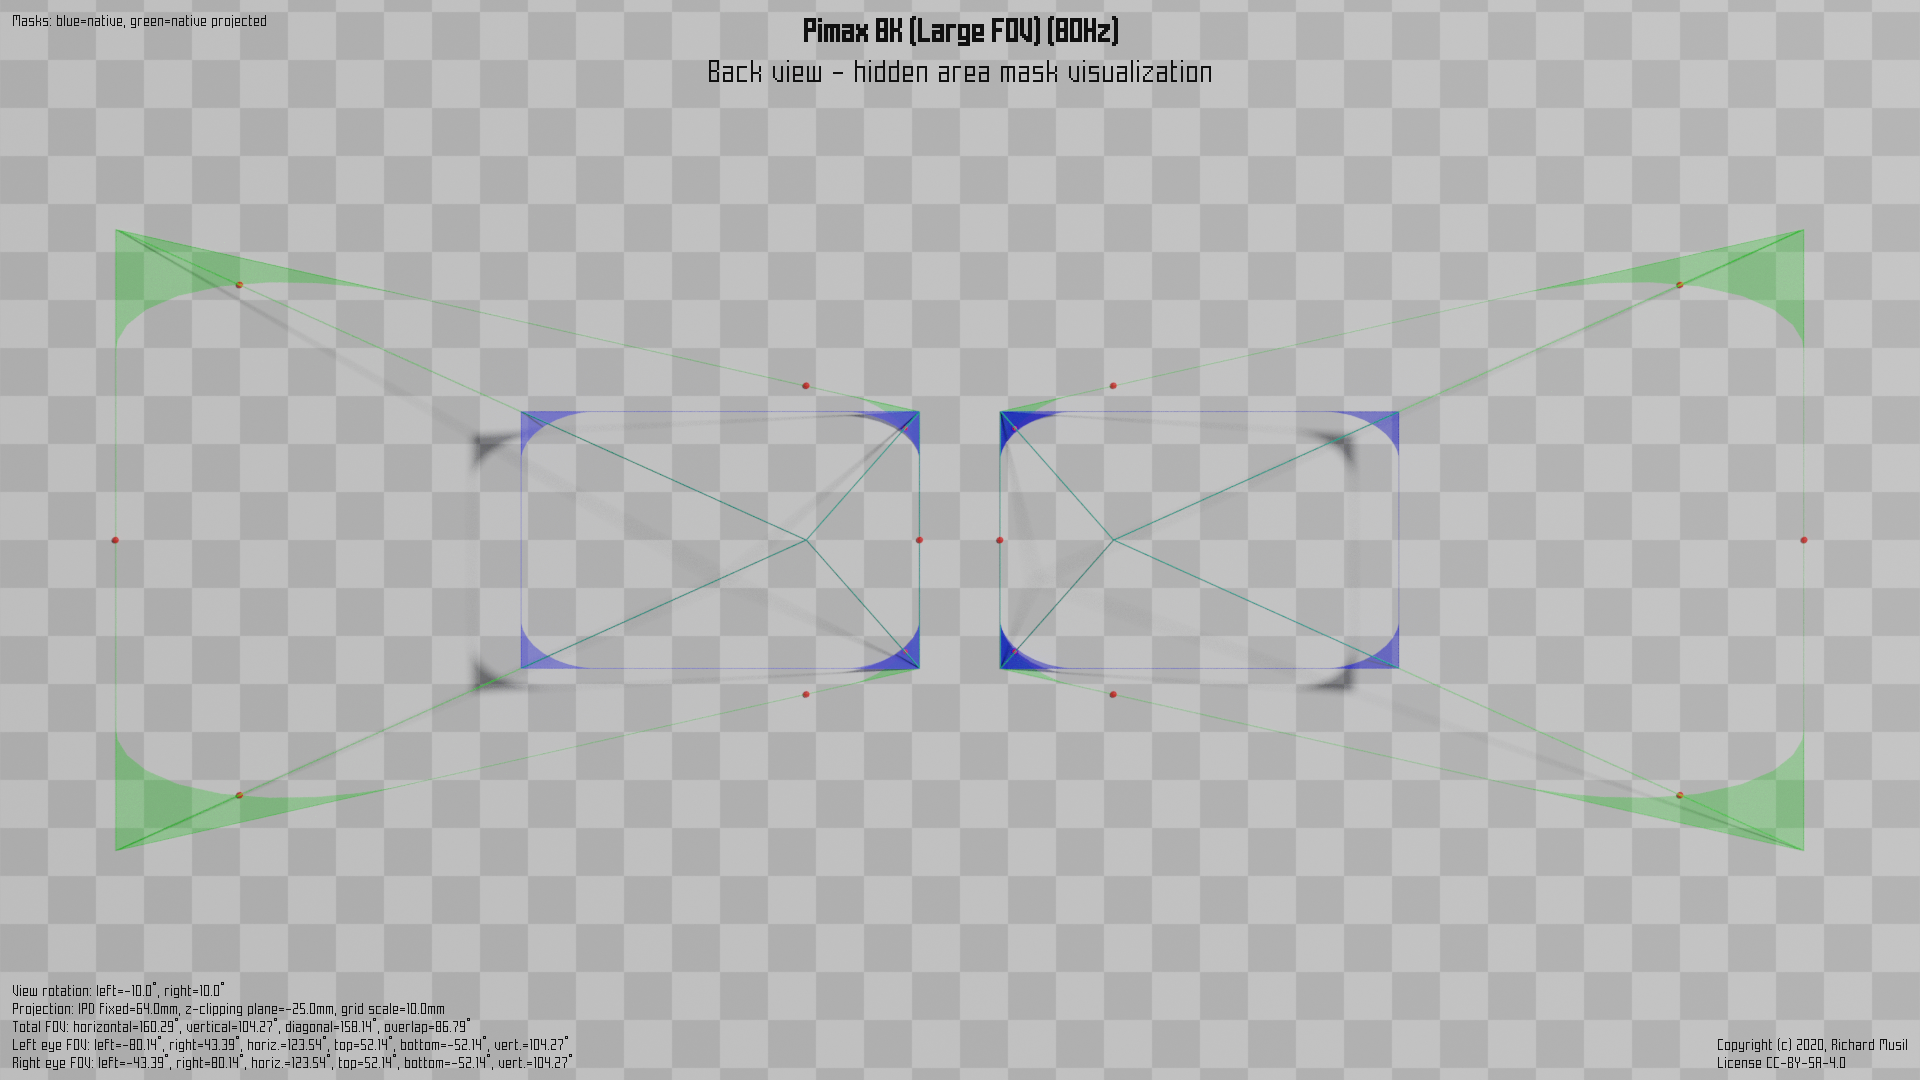 Masks: blue=native, green=native projected
Pimax 8K (Large FOV) (80Hz)
Back view - hidden area mask visualization
View rotation: left=-10.0°, right=10.0°
Projection: IPD fixed=64.0mm, z-clipping plane=-25.0mm, grid scale=10.0mm
Total FOV: horizontal=160.29°, vertical=104.27°, diagonal=158.14°, overlap=86.79°
Left eye FOV: left=-80.14°, right=43.39°, horiz.=123.54°, top=52.14°, bottom=-52.14°, vert.=104.27°
Right eye FOV: left=-43.39°, right=80.14°, horiz.=123.54°, top=52.14°, bottom=-52.14°, vert.=104.27°
Copyright (c) 2020, Richard Musil
License CC-BY-SA-4.0